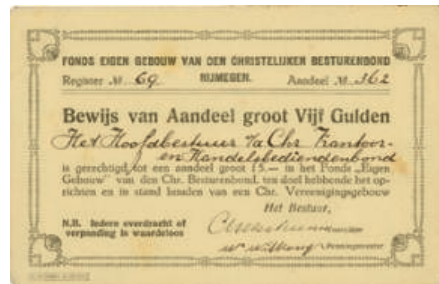 FONDS EIGEN GEBOUW VAN DEN CHRISTELIJKEN BESTURENBOND
Register № 69. NIJMEGEN. Aandeel № 362
Bewijs van Aandeel groot Vijf Gulden
Het Hoofdbestuur v/d Chr. Kantoor-
en Handelsbediendenbond
is gerechtigd tot een aandeel groot f 5.— in het Fonds „Eigen
Gebouw" van den Chr. Besturenbond, ten doel hebbende het op-
richten en in stand houden van een Chr. Vereenigingsgebouw
Het Bestuur,
N.B. Iedere overdracht of
verpanding is waardeloos
Penningmeester